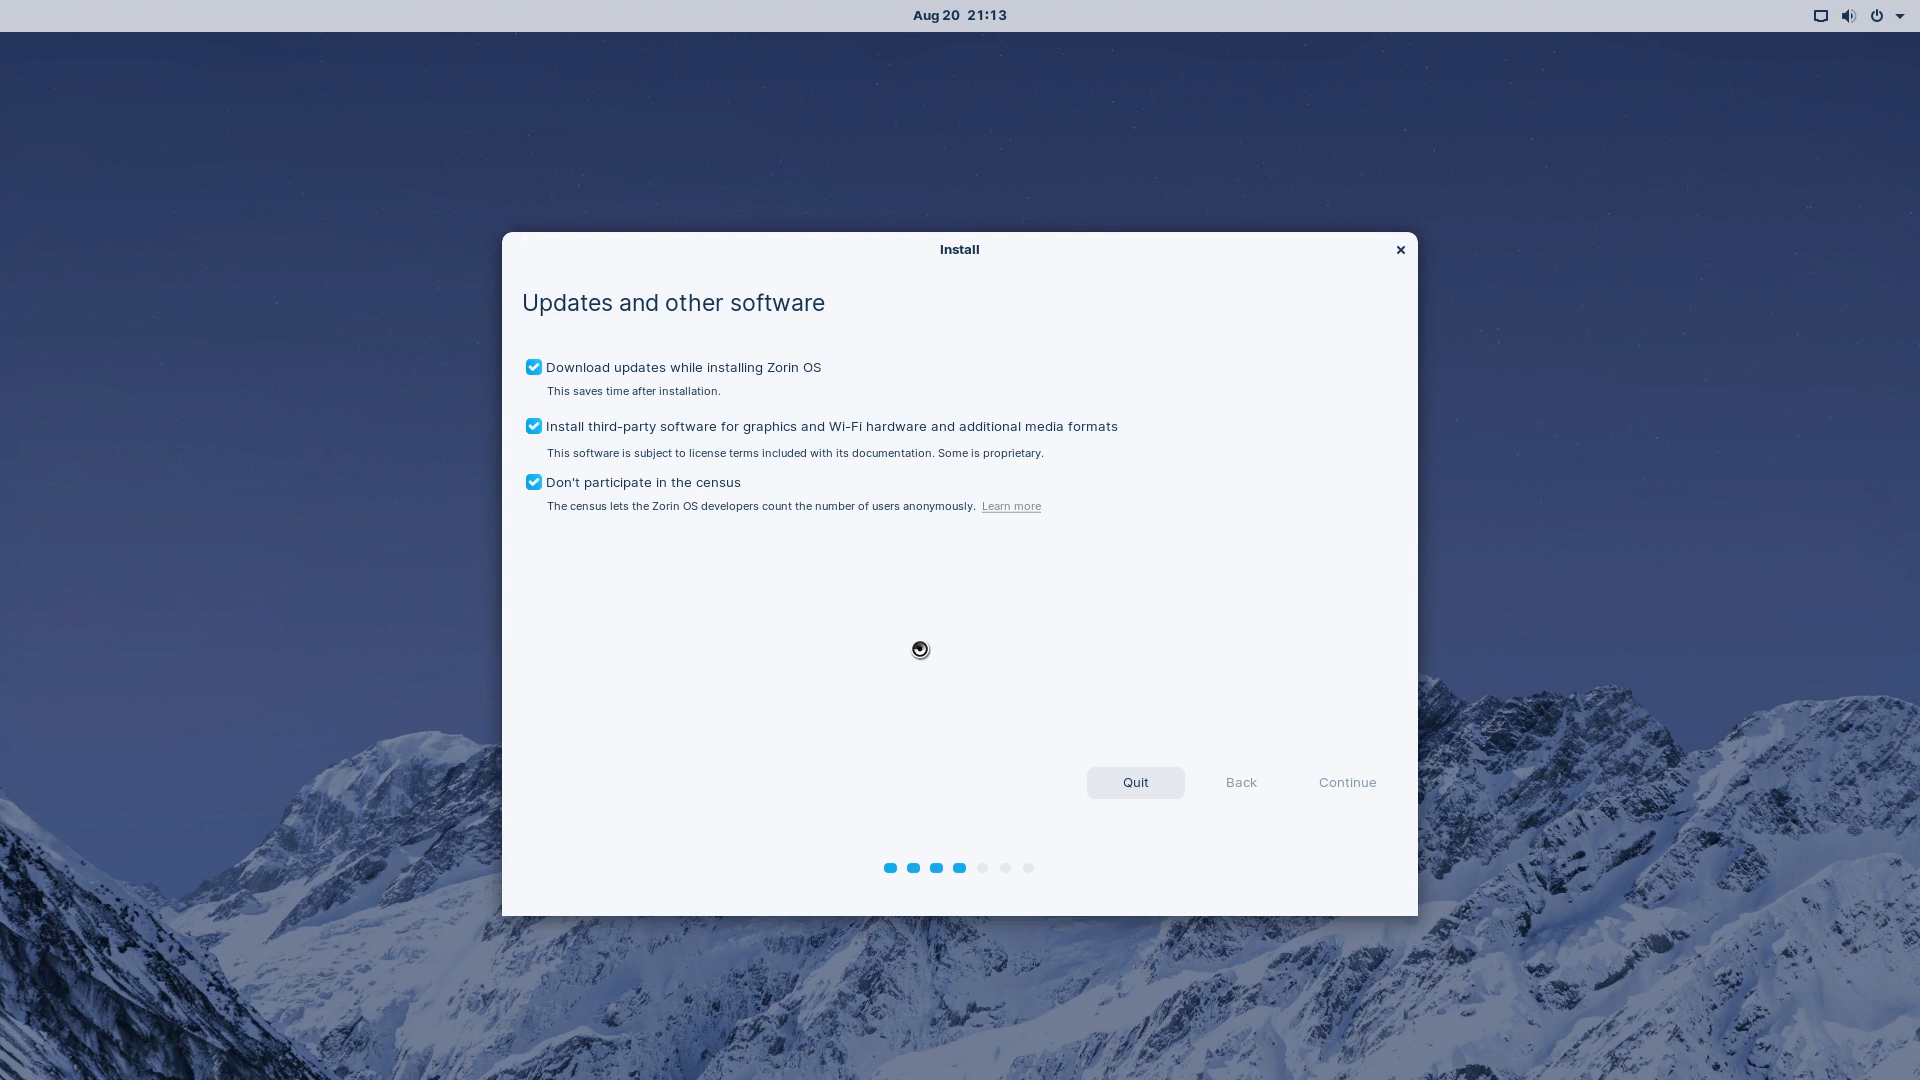 Aug 20 21:13
Install
Updates and other software
Download updates while installing Zorin OS
This saves time after installation.
Install third-party software for graphics and Wi-Fi hardware and additional media formats
This software is subject to license terms included with its documentation. Some is proprietary.
Don't participate in the census
The census lets the Zorin OS developers count the number of users anonymously. Learn more
Quit Back Continue